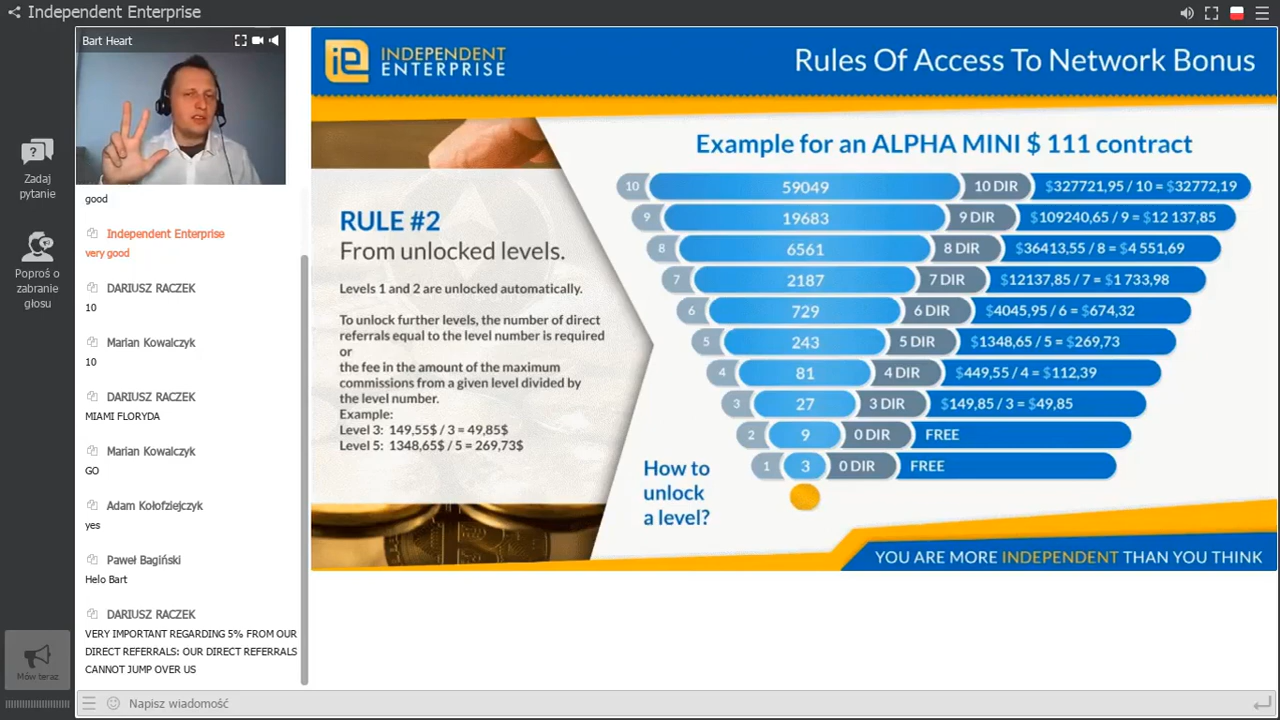 Independent Enterprise
Bart Heart
good
Independent Enterprise
very good
DARIUSZ RACZEK
10
Marian Kowalczyk
10
DARIUSZ RACZEK
MIAMI FLORYDA
Marian Kowalczyk
GO
Adam Kołofziejczyk
yes
Paweł Bagiński
Helo Bart
DARIUSZ RACZEK
VERY IMPORTANT REGARDING 5% FROM OUR
DIRECT REFERRALS: OUR DIRECT REFERRALS
CANNOT JUMP OVER US
Zadaj
pytanie
Poproś o
zabranie
głosu
Mów teraz
Napisz wiadomość
ie INDEPENDENT
ENTERPRISE
Rules Of Access To Network Bonus
RULE #2
From unlocked levels.
Levels 1 and 2 are unlocked automatically.
To unlock further levels, the number of direct
referrals equal to the level number is required
or
the fee in the amount of the maximum
commissions from a given level divided by
the level number.
Example:
Level 3: 149,55$ / 3 = 49,85$
Level 5: 1348,65$ / 5 = 269,73$
Example for an ALPHA MINI $ 111 contract
10 59049 10 DIR $327721,95 / 10 = $32772,19
9 19683 9 DIR $109240,65 / 9 = $12 137,85
8 6561 8 DIR $36413,55 / 8 = $4 551,69
7 2187 7 DIR $12137,85 / 7 = $1 733,98
6 729 6 DIR $4045,95 / 6 = $674,32
5 243 5 DIR $1348,65 / 5 = $269,73
4 81 4 DIR $449,55 / 4 = $112,39
3 27 3 DIR $149,85 / 3 = $49,85
2 9 0 DIR FREE
1 3 0 DIR FREE
How to
unlock
a level?
YOU ARE MORE INDEPENDENT THAN YOU THINK